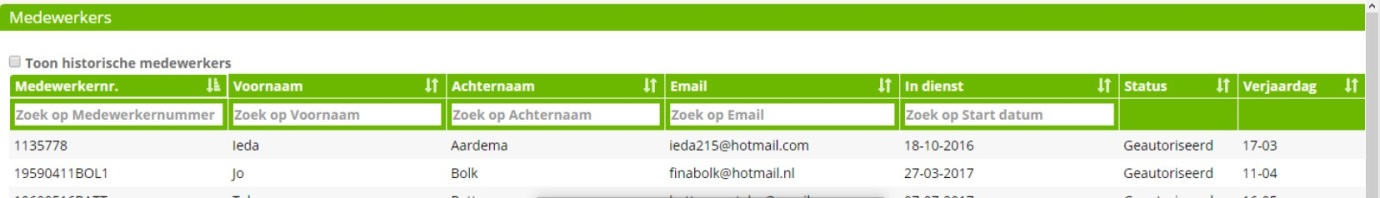 Medewerkers
Toon historische medewerkers
Medewerkernr. Voornaam Achternaam Email In dienst Status Verjaardag
Zoek op Medewerkernummer Zoek op Voornaam Zoek op Achternaam Zoek op Email Zoek op Start datum
1135778 Ieda Aardema ieda215@hotmail.com 18-10-2016 Geautoriseerd 17-03
19590411BOL1 Jo Bolk finabolk@hotmail.nl 27-03-2017 Geautoriseerd 11-04